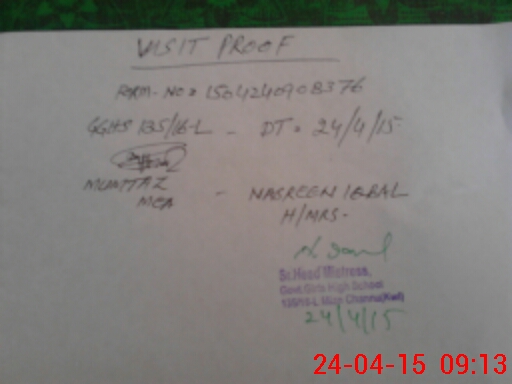 VISIT PROOF
FORM-NO: 1504240908376
GGHS 135/16-L - DT. 24/4/15
MUMTAZ - NASREEN IQBAL
MEA H/MRS.
Sr. Head Mistress,
Govt. Girls High School
135/16-L Mian Channu(Kwl)
24/4/15
24-04-15 09:13